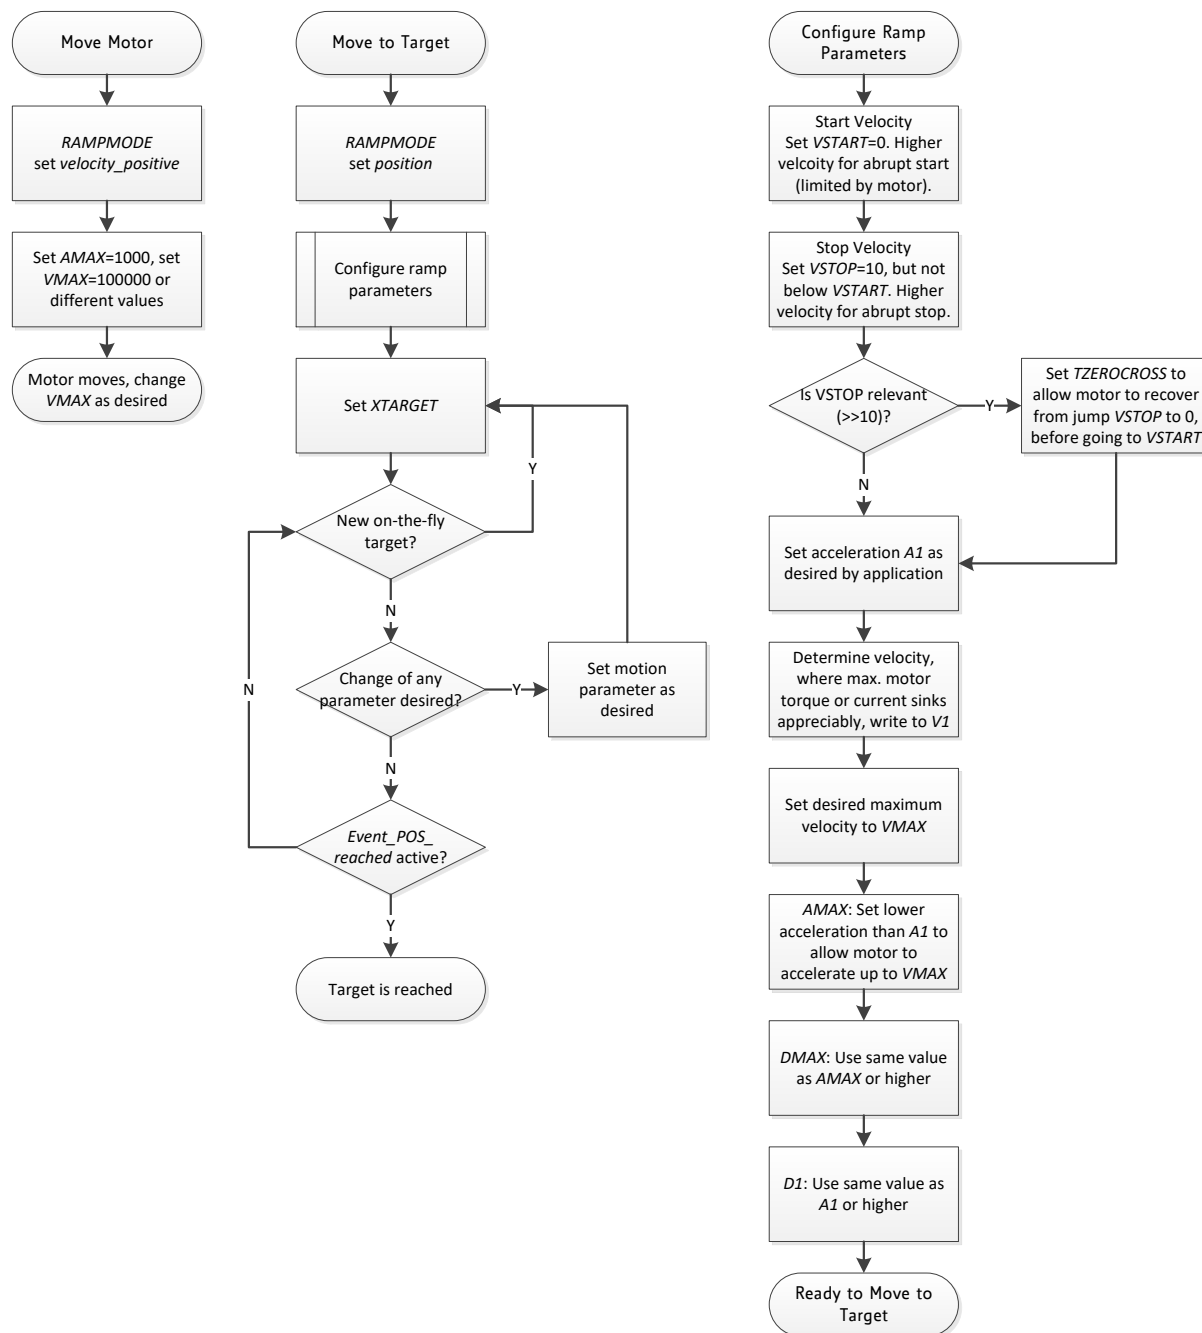 Move Motor
RAMPMODE
set velocity_positive
Set AMAX=1000, set
VMAX=100000 or
different values
Motor moves, change
VMAX as desired
Move to Target
RAMPMODE
set position
Configure ramp
parameters
Set XTARGET
Y
New on-the-fly
target?
N
Change of any
parameter desired?
Y
Set motion
parameter as
desired
N
N
Event_POS_
reached active?
Y
Target is reached
Configure Ramp
Parameters
Start Velocity
Set VSTART=0. Higher
velcoity for abrupt start
(limited by motor).
Stop Velocity
Set VSTOP=10, but not
below VSTART. Higher
velocity for abrupt stop.
Is VSTOP relevant
(>>10)?
Y
Set TZEROCROSS to
allow motor to recover
from jump VSTOP to 0,
before going to VSTART
N
Set acceleration A1 as
desired by application
Determine velocity,
where max. motor
torque or current sinks
appreciably, write to V1
Set desired maximum
velocity to VMAX
AMAX: Set lower
acceleration than A1 to
allow motor to
accelerate up to VMAX
DMAX: Use same value
as AMAX or higher
D1: Use same value as
A1 or higher
Ready to Move to
Target